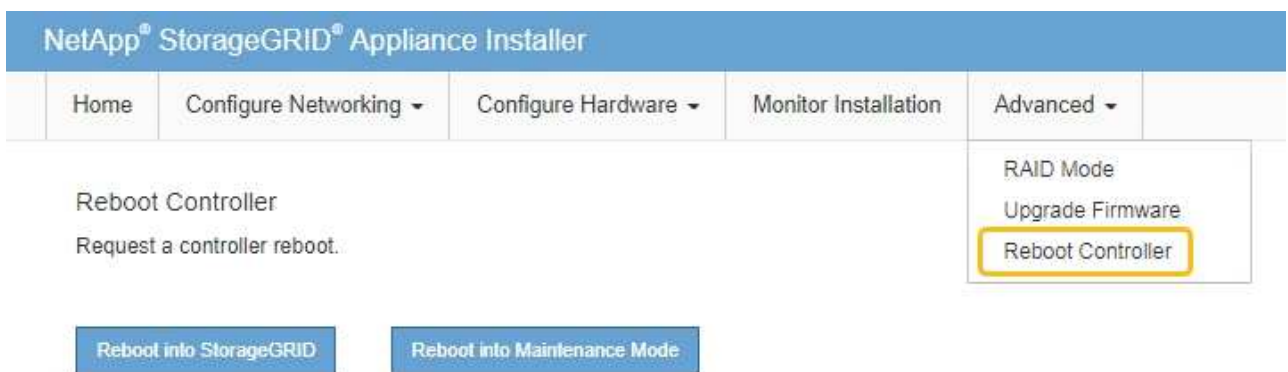 NetApp® StorageGRID® Appliance Installer
Home Configure Networking Configure Hardware Monitor Installation Advanced
RAID Mode
Upgrade Firmware
Reboot Controller
Reboot Controller
Request a controller reboot.
Reboot into StorageGRID Reboot into Maintenance Mode